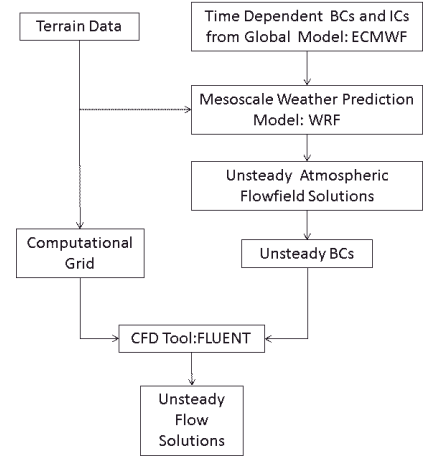 Terrain Data
Time Dependent BCs and ICs
from Global Model: ECMWF
Mesoscale Weather Prediction
Model: WRF
Unsteady Atmospheric
Flowfield Solutions
Computational
Grid
Unsteady BCs
CFD Tool:FLUENT
Unsteady
Flow
Solutions